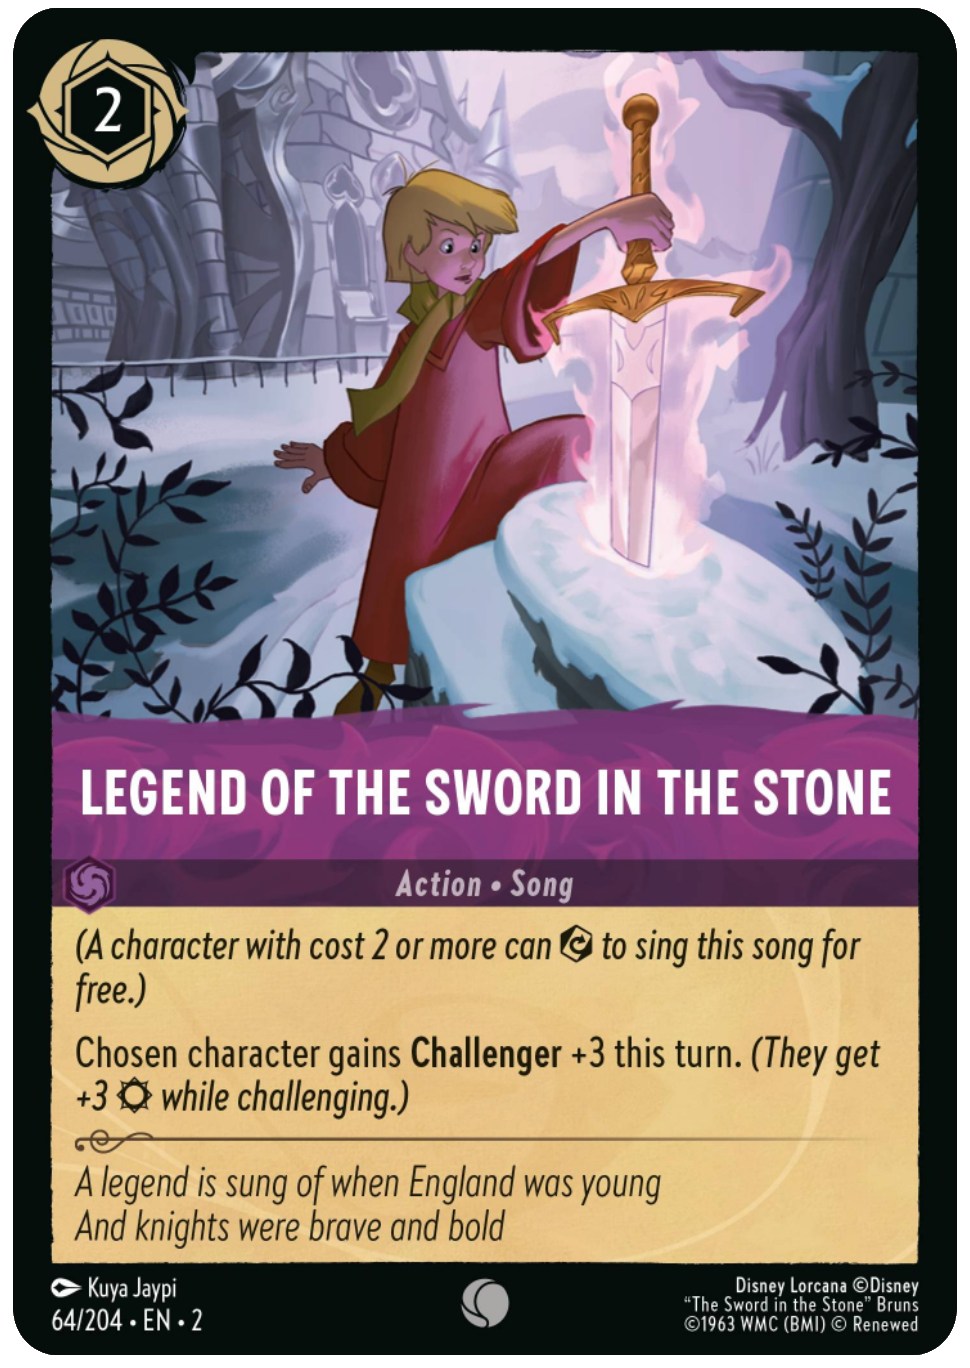 2
LEGEND OF THE SWORD IN THE STONE
Action • Song
(A character with cost 2 or more can to sing this song for
free.)
Chosen character gains Challenger +3 this turn. (They get
+3 while challenging.)
A legend is sung of when England was young
And knights were brave and bold
Kuya Jaypi
64/204 • EN • 2
Disney Lorcana ©Disney
“The Sword in the Stone” Bruns
©1963 WMC (BMI) © Renewed